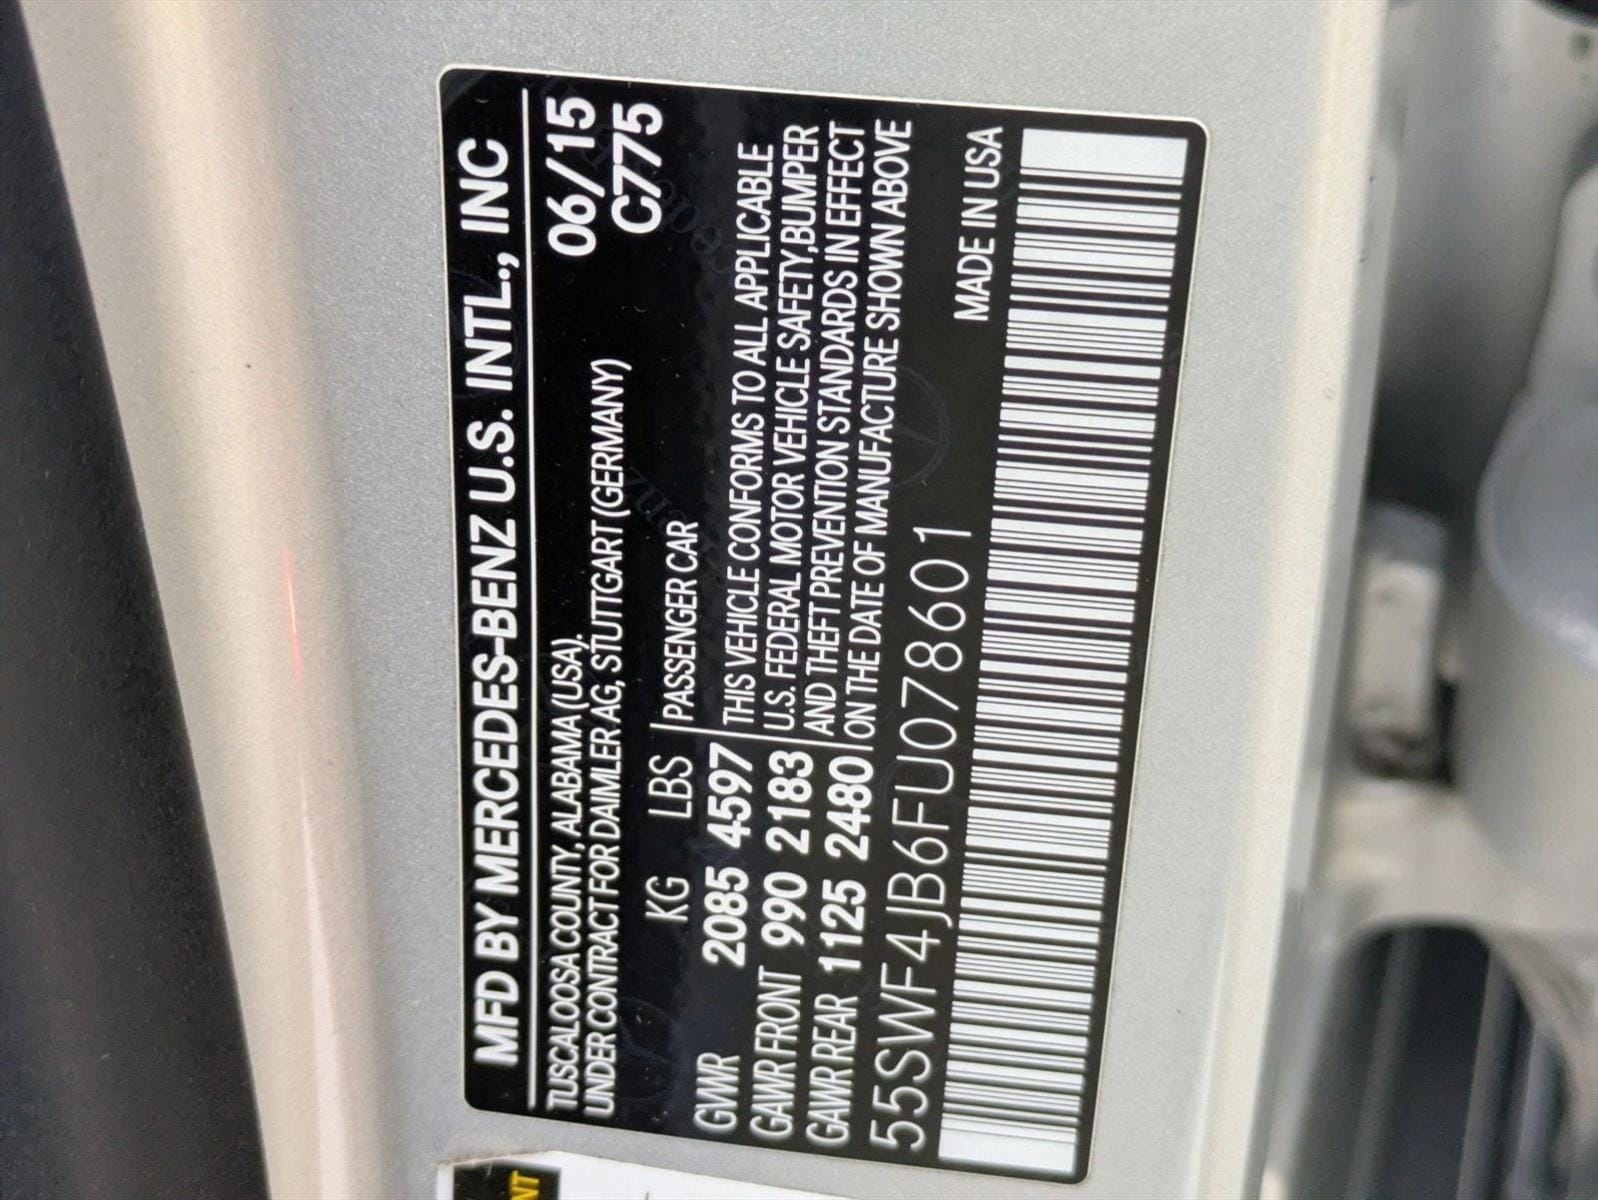 MFD BY MERCEDES-BENZ U.S. INTL., INC
TUSCALOOSA COUNTY, ALABAMA (USA). 06/15
UNDER CONTRACT FOR DAIMLER AG, STUTTGART (GERMANY) C775
KG LBS PASSENGER CAR
GVWR 2085 4597 THIS VEHICLE CONFORMS TO ALL APPLICABLE
GAWR FRONT 990 2183 U.S. FEDERAL MOTOR VEHICLE SAFETY,BUMPER
GAWR REAR 1125 2480 AND THEFT PREVENTION STANDARDS IN EFFECT
ON THE DATE OF MANUFACTURE SHOWN ABOVE
55SWF4JB6FU078601 MADE IN USA